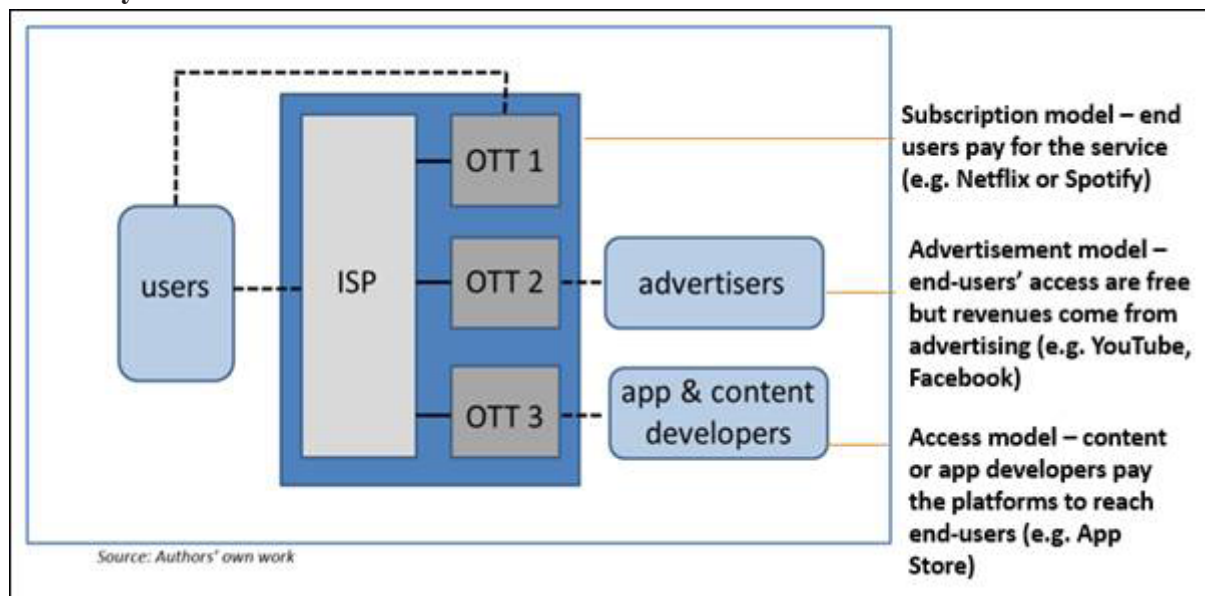 users
ISP
OTT 1
OTT 2
OTT 3
advertisers
app & content
developers
Subscription model – end
users pay for the service
(e.g. Netflix or Spotify)
Advertisement model –
end-users’ access are free
but revenues come from
advertising (e.g. YouTube,
Facebook)
Access model – content
or app developers pay
the platforms to reach
end-users (e.g. App
Store)
Source: Authors’ own work